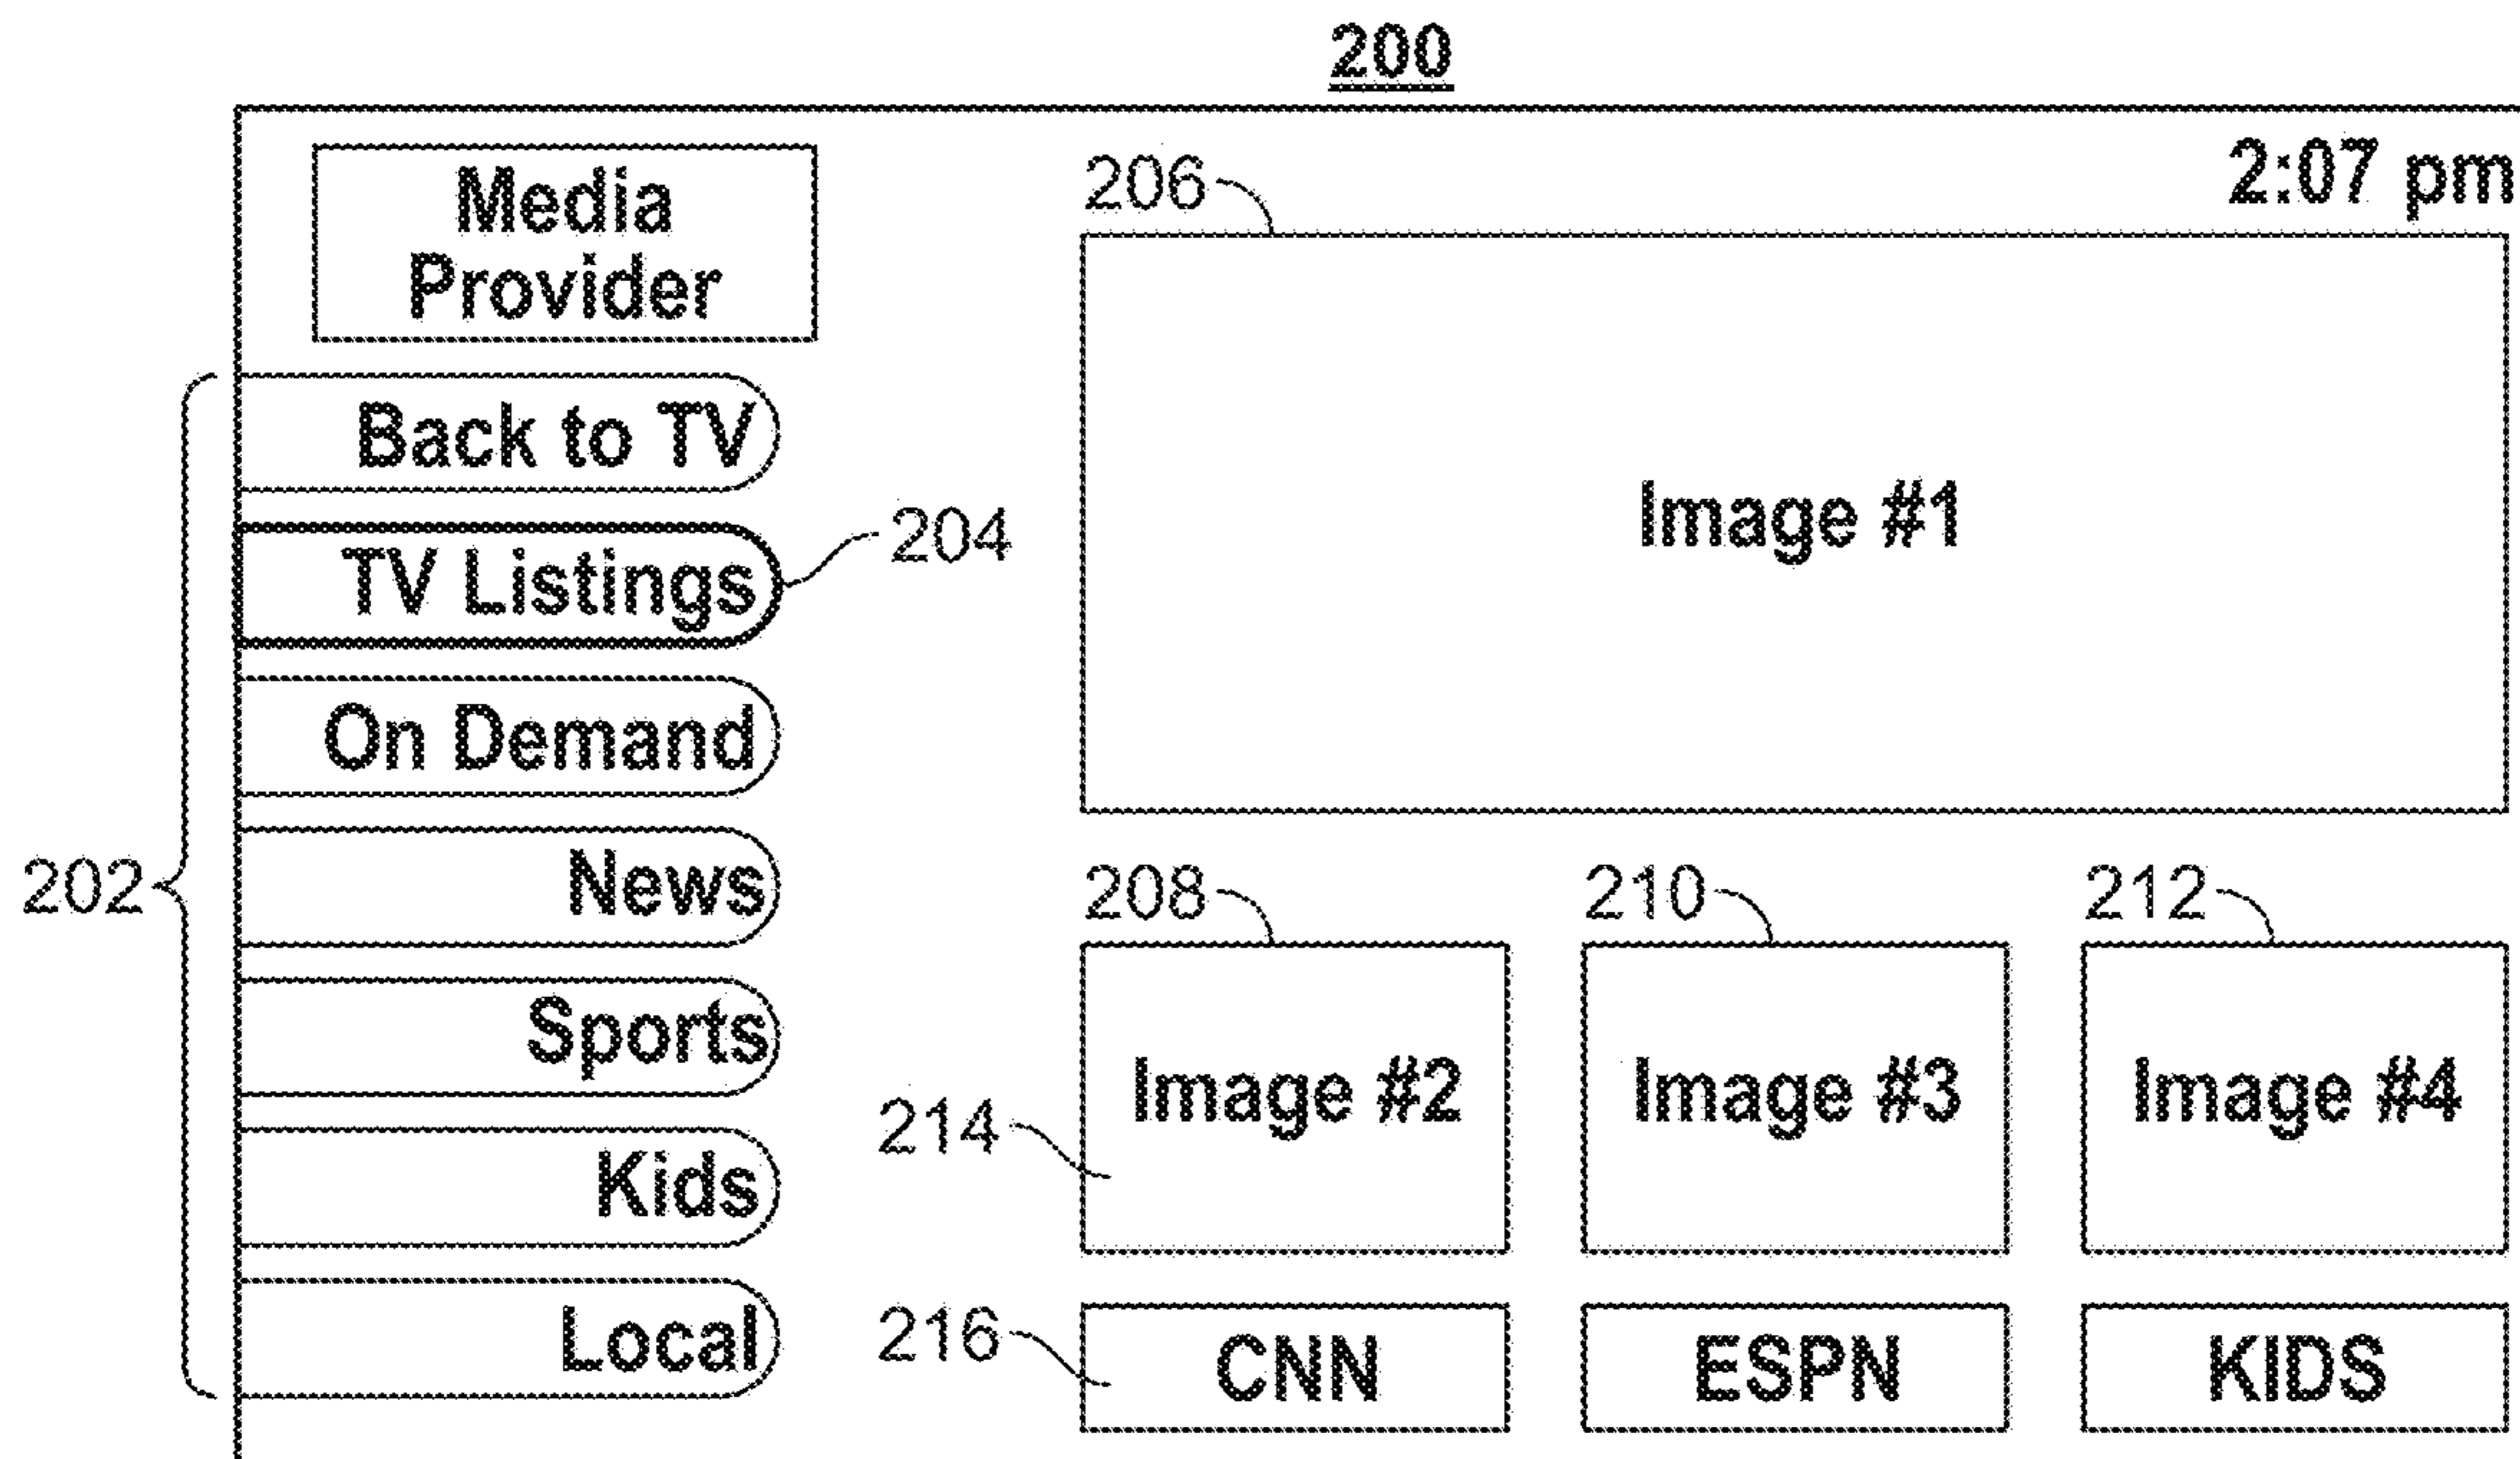 200
2:07 pm
Media
Provider
206
Back to TV
Image #1
TV Listings
204
On Demand
202
News
208
210
212
Sports
Image #2
Image #3
Image #4
214
Kids
216
Local
CNN
ESPN
KIDS